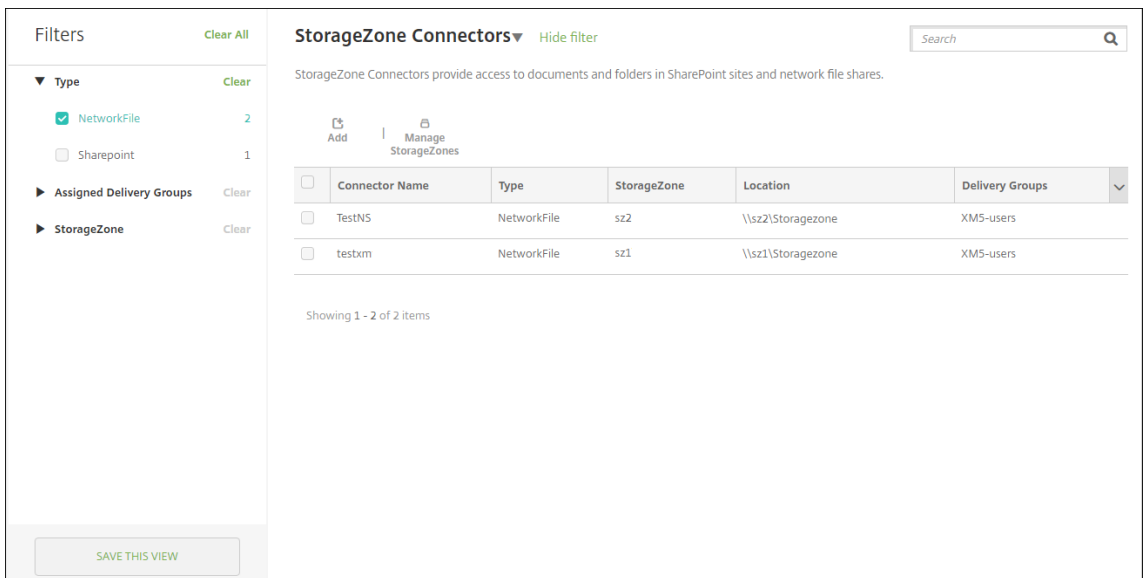 Filters Clear All
Type Clear
NetworkFile 2
Sharepoint 1
Assigned Delivery Groups Clear
StorageZone Clear
SAVE THIS VIEW
StorageZone Connectors Hide filter
Search
StorageZone Connectors provide access to documents and folders in SharePoint sites and network file shares.
Add | Manage StorageZones
Connector Name Type StorageZone Location Delivery Groups
TestNS NetworkFile sz2 \\sz2\Storagezone XM5-users
testxm NetworkFile sz1 \\sz1\Storagezone XM5-users
Showing 1 - 2 of 2 items